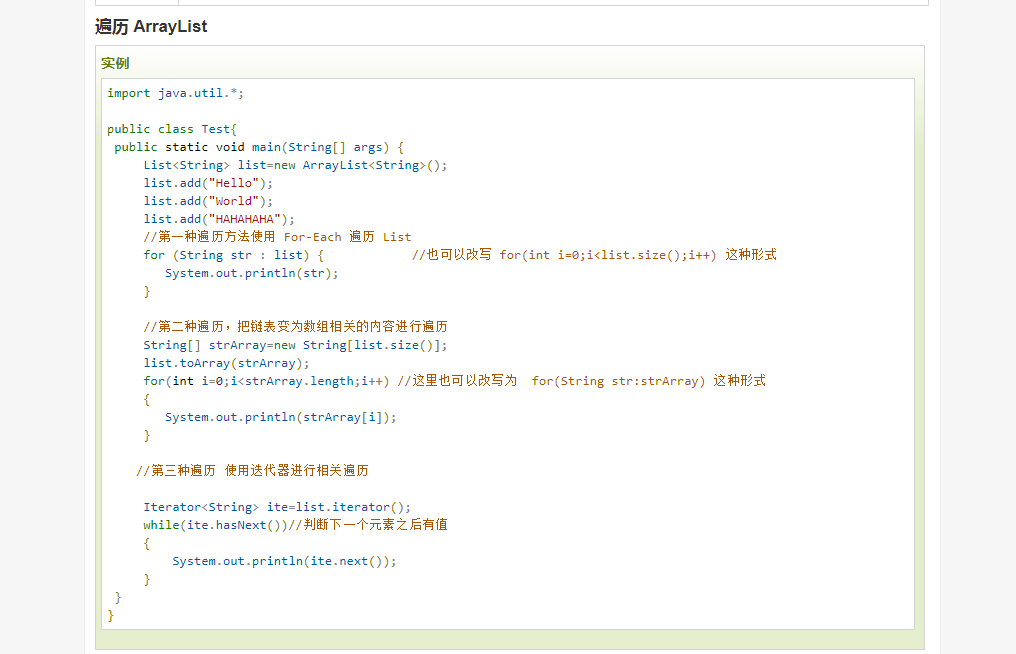 遍历 ArrayList
实例
import java.util.*;
public class Test{
public static void main(String[] args) {
List<String> list=new ArrayList<String>();
list.add("Hello");
list.add("World");
list.add("HAHAHAHA");
//第一种遍历方法使用 For-Each 遍历 List
for (String str : list) { //也可以改写 for(int i=0;i<list.size();i++) 这种形式
System.out.println(str);
}
//第二种遍历，把链表变为数组相关的内容进行遍历
String[] strArray=new String[list.size()];
list.toArray(strArray);
for(int i=0;i<strArray.length;i++) //这里也可以改写为 for(String str:strArray) 这种形式
{
System.out.println(strArray[i]);
}
//第三种遍历 使用迭代器进行相关遍历
Iterator<String> ite=list.iterator();
while(ite.hasNext())//判断下一个元素之后有值
{
System.out.println(ite.next());
}
}
}